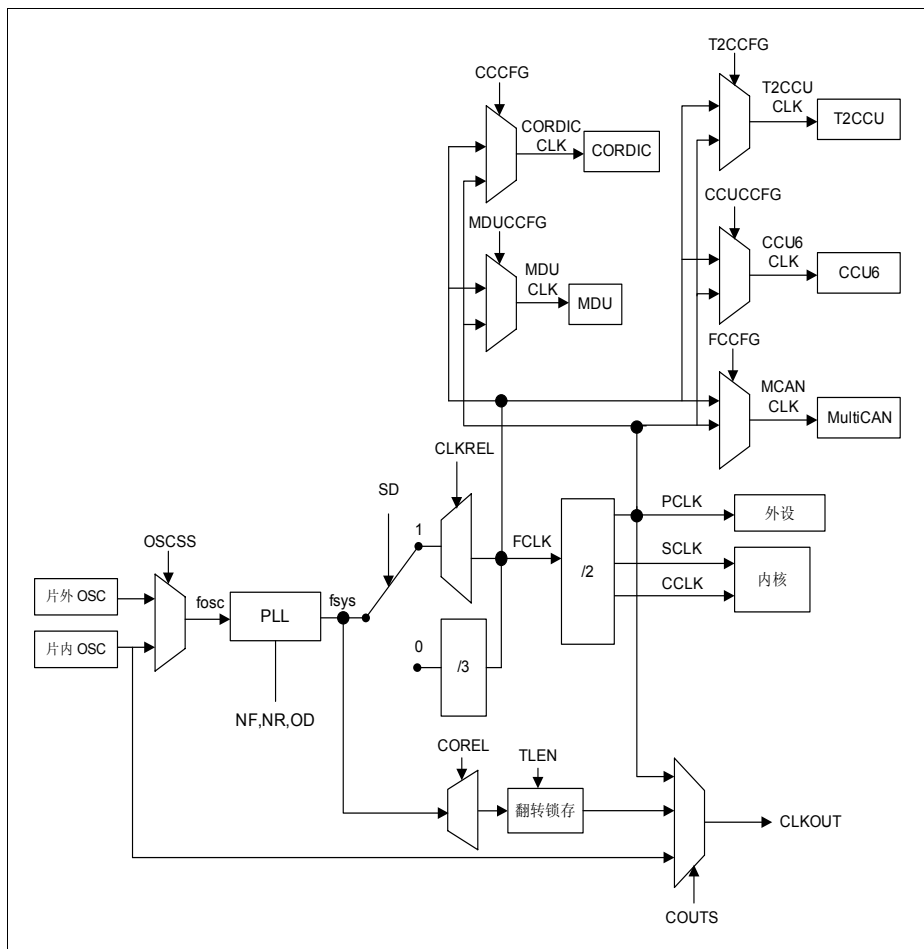 T2CCFG
CCCFG
T2CCU
CLK
T2CCU
CORDIC
CLK
CORDIC
CCUCCFG
MDUCCFG
CCU6
CLK
CCU6
MDU
CLK
MDU
FCCFG
MCAN
CLK
MultiCAN
CLKREL
SD
1
PCLK
外设
OSCSS
FCLK
SCLK
内核
/2
CCLK
片外 OSC
fosc
PLL
fsys
片内 OSC
0
/3
NF,NR,OD
COREL
TLEN
翻转锁存
CLKOUT
COUTS